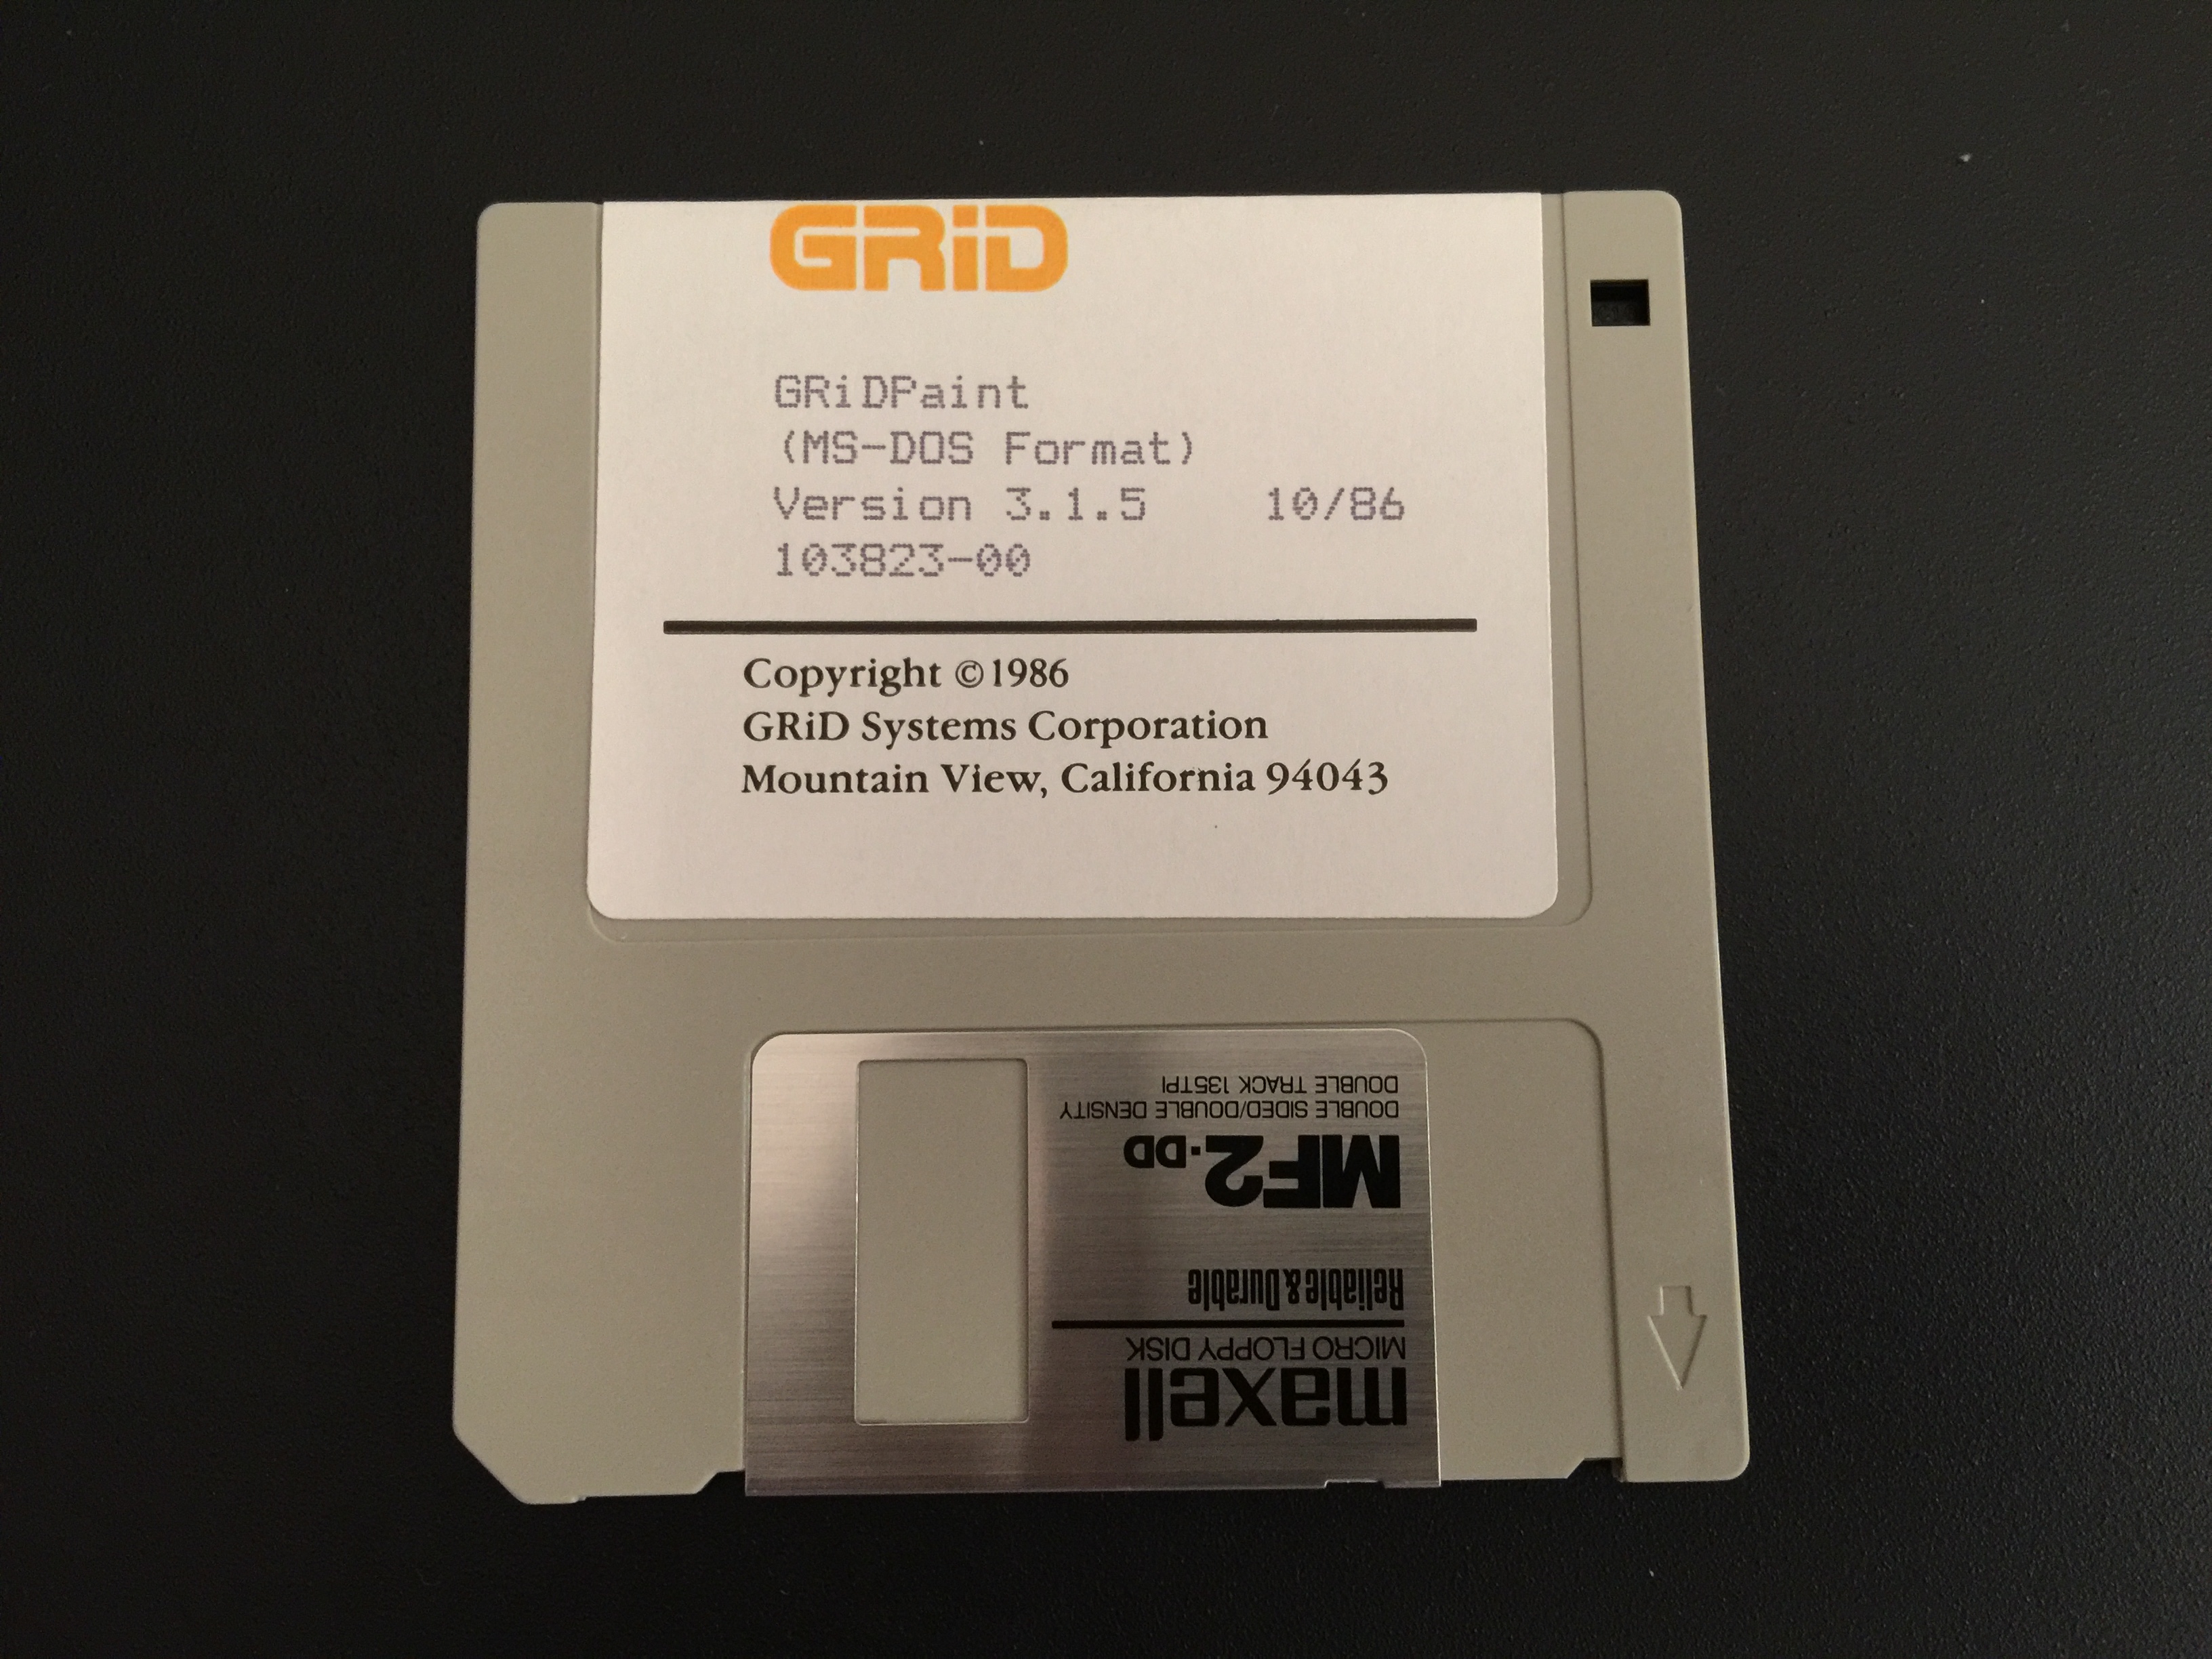 GRiD
GRiDPaint
(MS-DOS Format)
Version 3.1.5 10/86
103823-00
Copyright ©1986
GRiD Systems Corporation
Mountain View, California 94043
maxell
MICRO FLOPPY DISK
Reliable & Durable
MF2-DD
DOUBLE SIDED/DOUBLE DENSITY
DOUBLE TRACK 135TPI